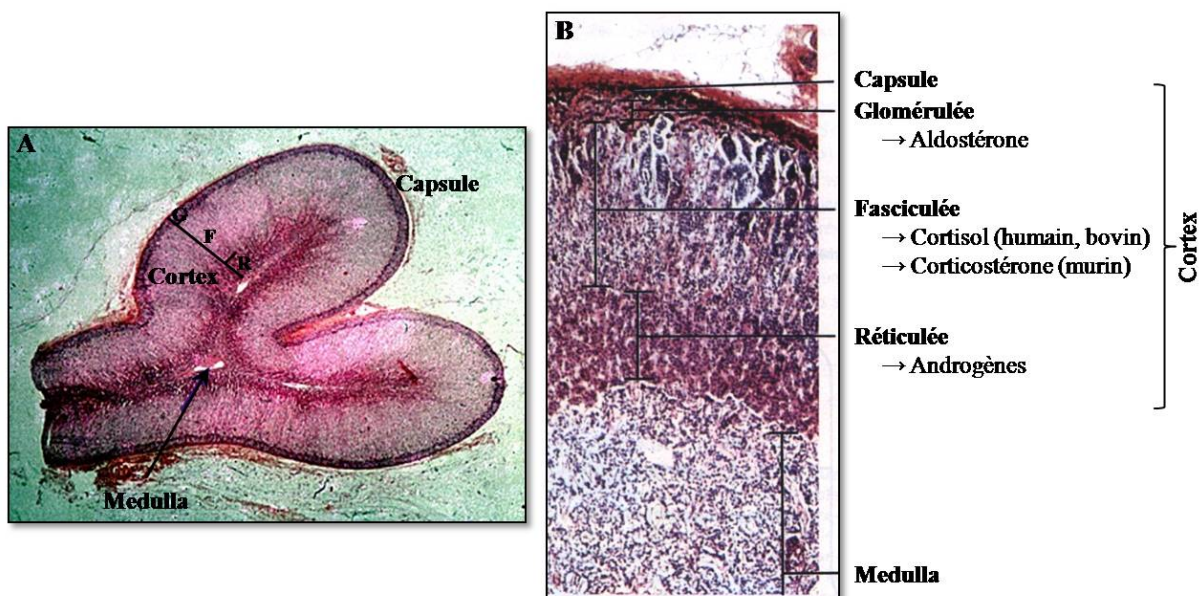 A
Capsule
G
F
R
Cortex
Medulla
B
Capsule
Glomérulée
→ Aldostérone
Fasciculée
→ Cortisol (humain, bovin)
→ Corticostérone (murin)
Réticulée
→ Androgènes
Medulla
Cortex